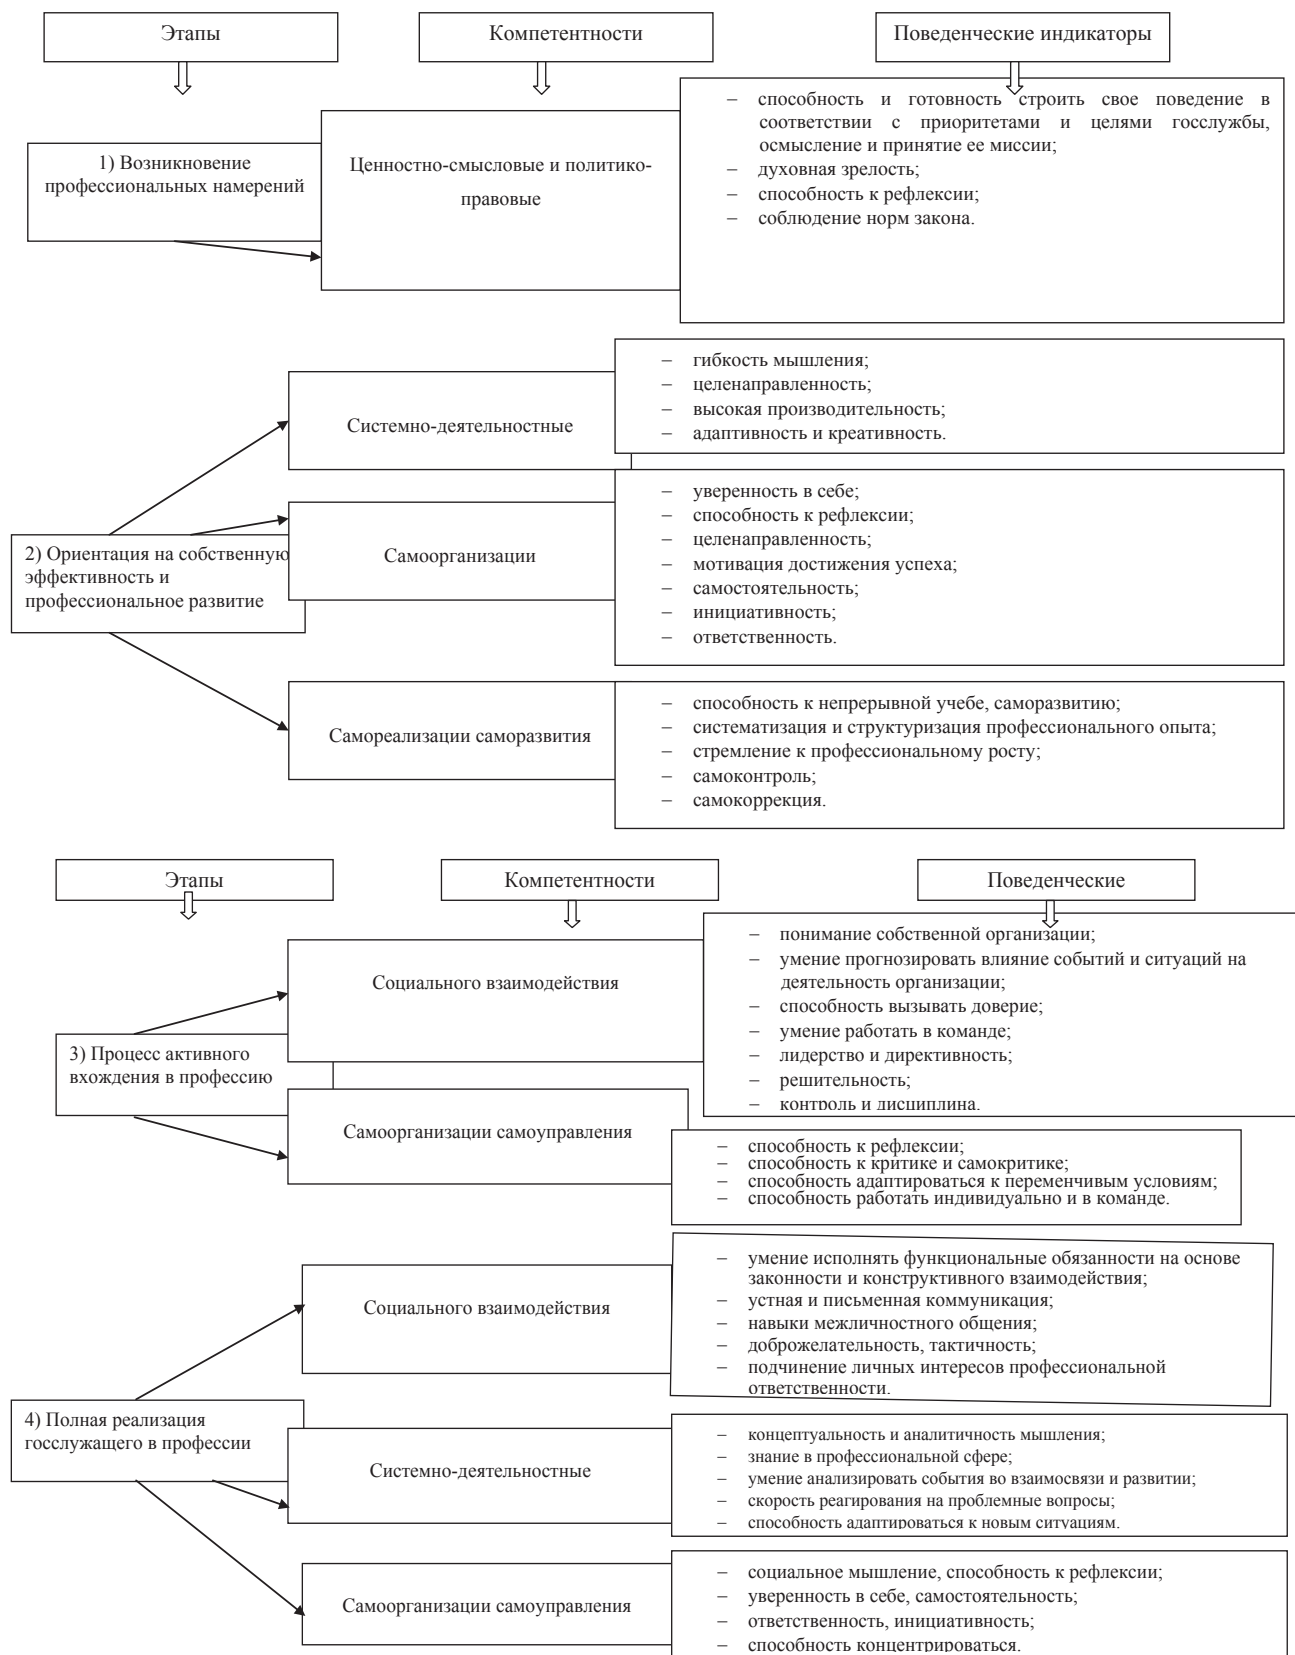 Этапы
Компетентности
Поведенческие индикаторы
1) Возникновение
профессиональных намерений
Ценностно-смысловые и политико-
правовые
– способность и готовность строить свое поведение в
соответствии с приоритетами и целями госслужбы,
осмысление и принятие ее миссии;
– духовная зрелость;
– способность к рефлексии;
– соблюдение норм закона.
2) Ориентация на собственную
эффективность и
профессиональное развитие
Системно-деятельностные
– гибкость мышления;
– целенаправленность;
– высокая производительность;
– адаптивность и креативность.
Самоорганизации
– уверенность в себе;
– способность к рефлексии;
– целенаправленность;
– мотивация достижения успеха;
– самостоятельность;
– инициативность;
– ответственность.
Самореализации саморазвития
– способность к непрерывной учебе, саморазвитию;
– систематизация и структуризация профессионального опыта;
– стремление к профессиональному росту;
– самоконтроль;
– самокоррекция.
Этапы
Компетентности
Поведенческие
3) Процесс активного
вхождения в профессию
Социального взаимодействия
– понимание собственной организации;
– умение прогнозировать влияние событий и ситуаций на
деятельность организации;
– способность вызывать доверие;
– умение работать в команде;
– лидерство и директивность;
– решительность;
– контроль и дисциплина.
Самоорганизации самоуправления
– способность к рефлексии;
– способность к критике и самокритике;
– способность адаптироваться к переменчивым условиям;
– способность работать индивидуально и в команде.
4) Полная реализация
госслужащего в профессии
Социального взаимодействия
– умение исполнять функциональные обязанности на основе
законности и конструктивного взаимодействия;
– устная и письменная коммуникация;
– навыки межличностного общения;
– доброжелательность, тактичность;
– подчинение личных интересов профессиональной
ответственности.
Системно-деятельностные
– концептуальность и аналитичность мышления;
– знание в профессиональной сфере;
– умение анализировать события во взаимосвязи и развитии;
– скорость реагирования на проблемные вопросы;
– способность адаптироваться к новым ситуациям.
Самоорганизации самоуправления
– социальное мышление, способность к рефлексии;
– уверенность в себе, самостоятельность;
– ответственность, инициативность;
– способность концентрироваться.